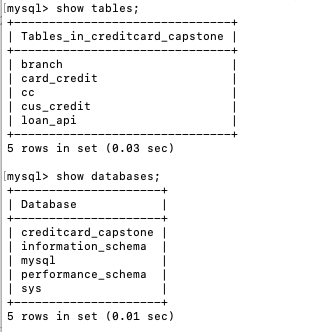 mysql> show tables;
+-------------------------------+
| Tables_in_creditcard_capstone |
+-------------------------------+
| branch                        |
| card_credit                   |
| cc                            |
| cus_credit                    |
| loan_api                      |
+-------------------------------+
5 rows in set (0.03 sec)

mysql> show databases;
+---------------------+
| Database            |
+---------------------+
| creditcard_capstone |
| information_schema  |
| mysql               |
| performance_schema  |
| sys                 |
+---------------------+
5 rows in set (0.01 sec)